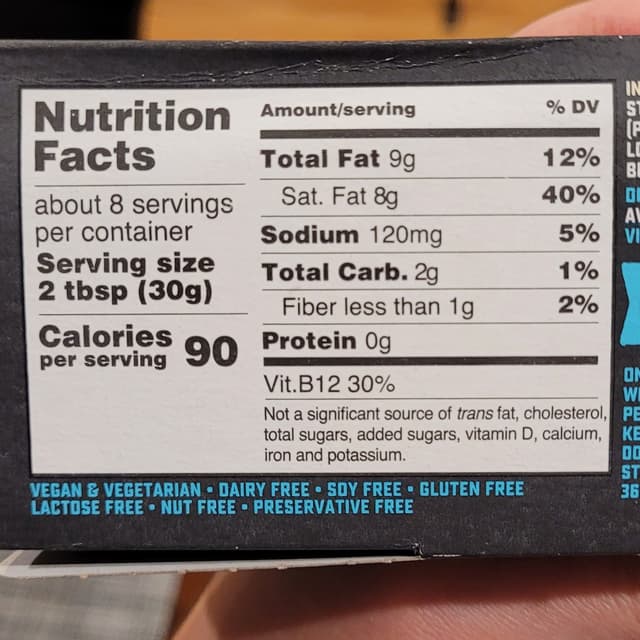 Nutrition
Facts
about 8 servings
per container
Serving size
2 tbsp (30g)
Calories
per serving 90
Amount/serving % DV
Total Fat 9g 12%
Sat. Fat 8g 40%
Sodium 120mg 5%
Total Carb. 2g 1%
Fiber less than 1g 2%
Protein 0g
Vit.B12 30%
Not a significant source of trans fat, cholesterol,
total sugars, added sugars, vitamin D, calcium,
iron and potassium.
VEGAN & VEGETARIAN • DAIRY FREE • SOY FREE • GLUTEN FREE
LACTOSE FREE • NUT FREE • PRESERVATIVE FREE